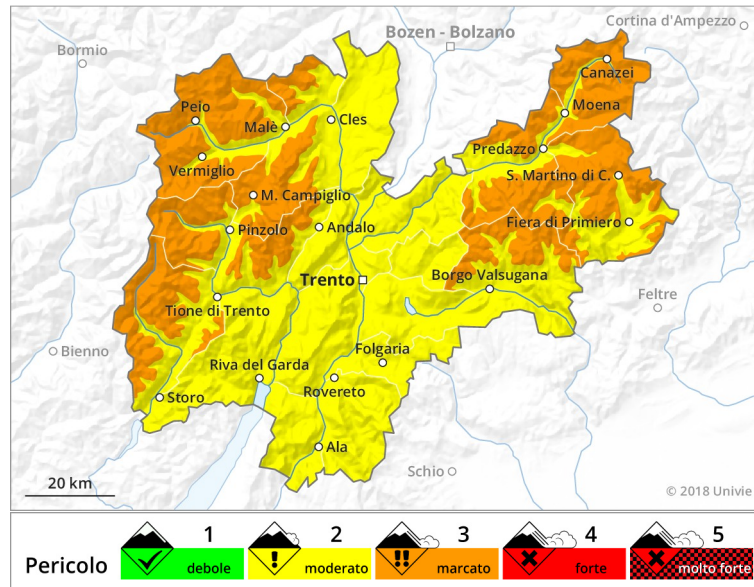 Cortina d'Ampezzo
Bozen - Bolzano
Bormio
Canazei
Peio
Moena
Malè
Cles
Predazzo
Vermiglio
S. Martino di C.
M. Campiglio
Fiera di Primiero
Pinzolo
Andalo
Trento
Borgo Valsugana
Feltre
Tione di Trento
Folgaria
Bienno
Riva del Garda
Rovereto
Storo
Ala
Schio
20 km
© 2018 Univie
1 2 3 4 5
Pericolo
debole moderato marcato forte molto forte